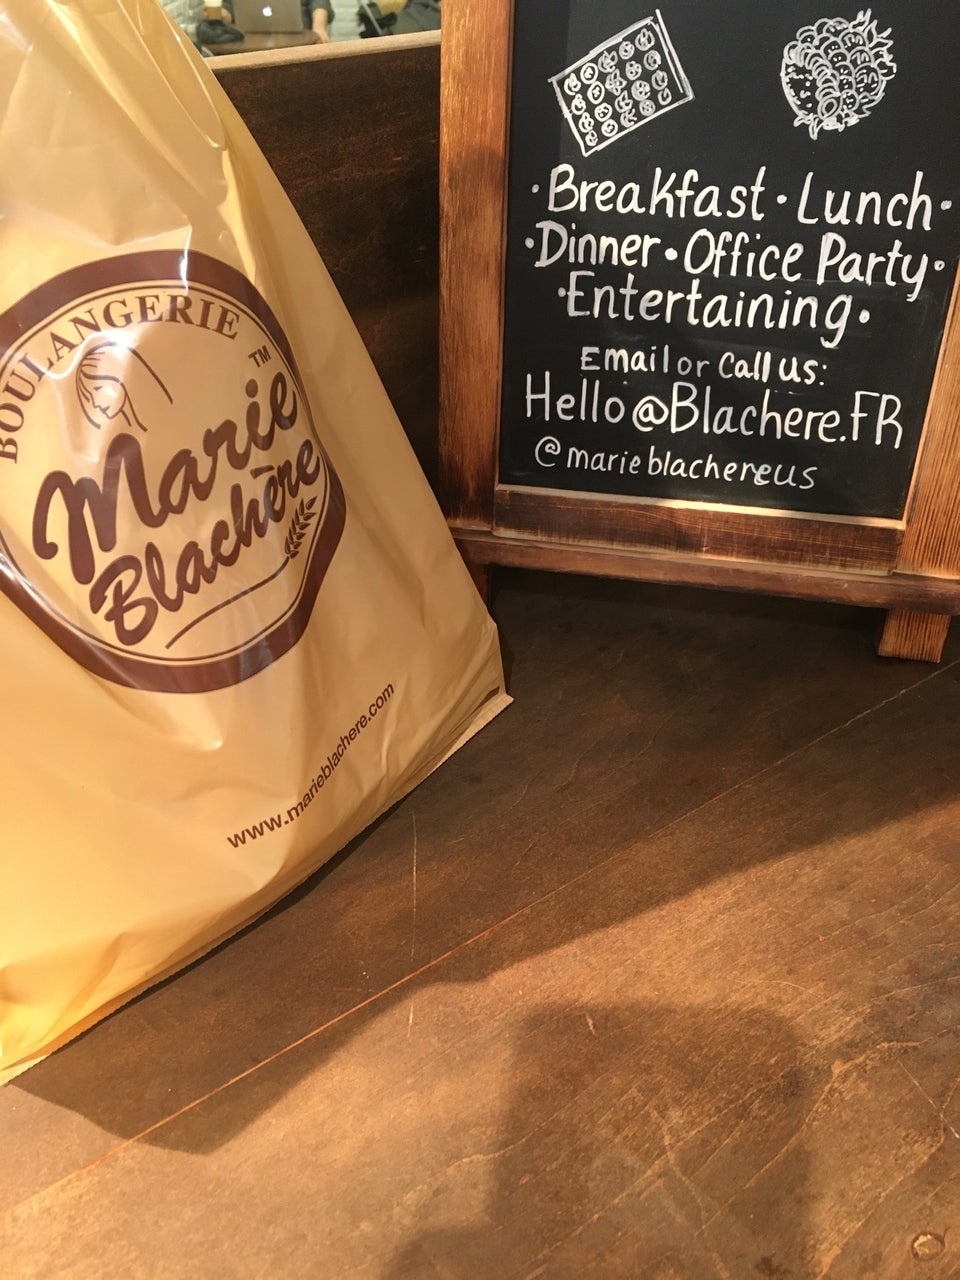 BOULANGERIE
TM
Marie
Blachère
www.marieblachere.com
·Breakfast·Lunch·
·Dinner·Office Party·
·Entertaining·
Email or Call us:
Hello@Blachere.FR
@marieblachereus